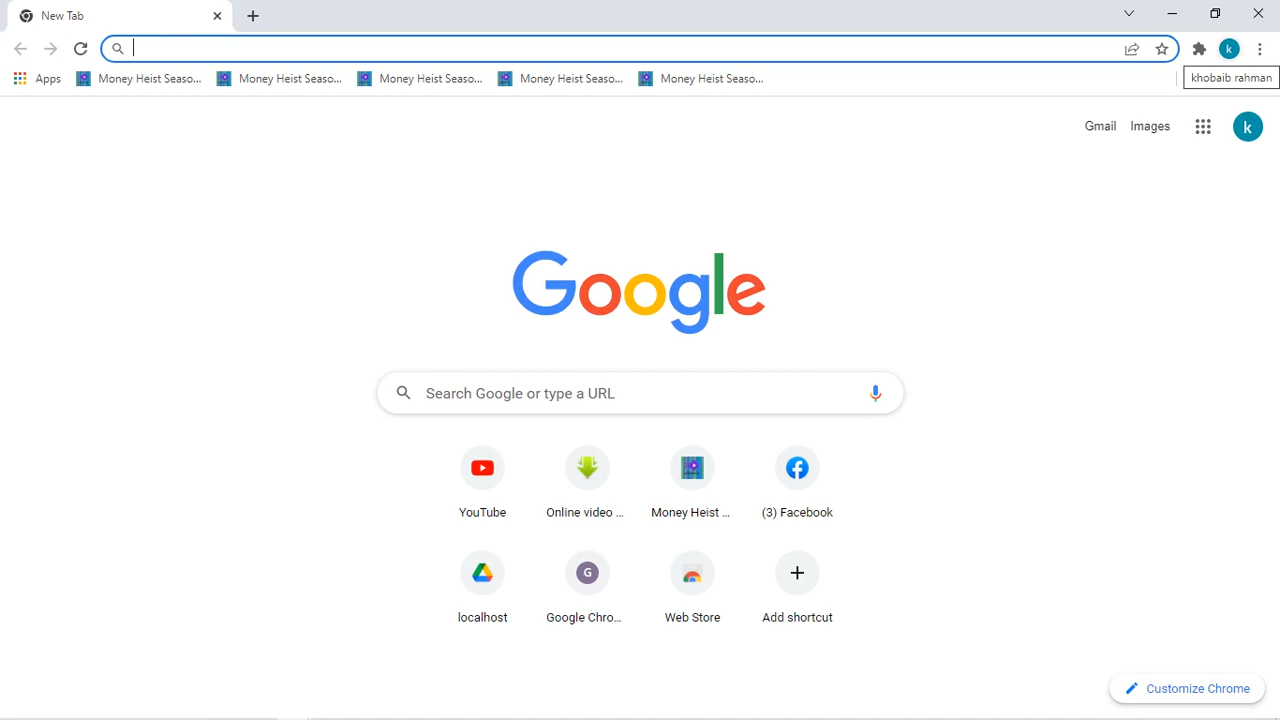 New Tab
k
Apps Money Heist Seaso... Money Heist Seaso... Money Heist Seaso... Money Heist Seaso... Money Heist Seaso...
khobaib rahman
Gmail Images k
Google
Search Google or type a URL
YouTube Online video ... Money Heist ... (3) Facebook
G
localhost Google Chro... Web Store Add shortcut
Customize Chrome